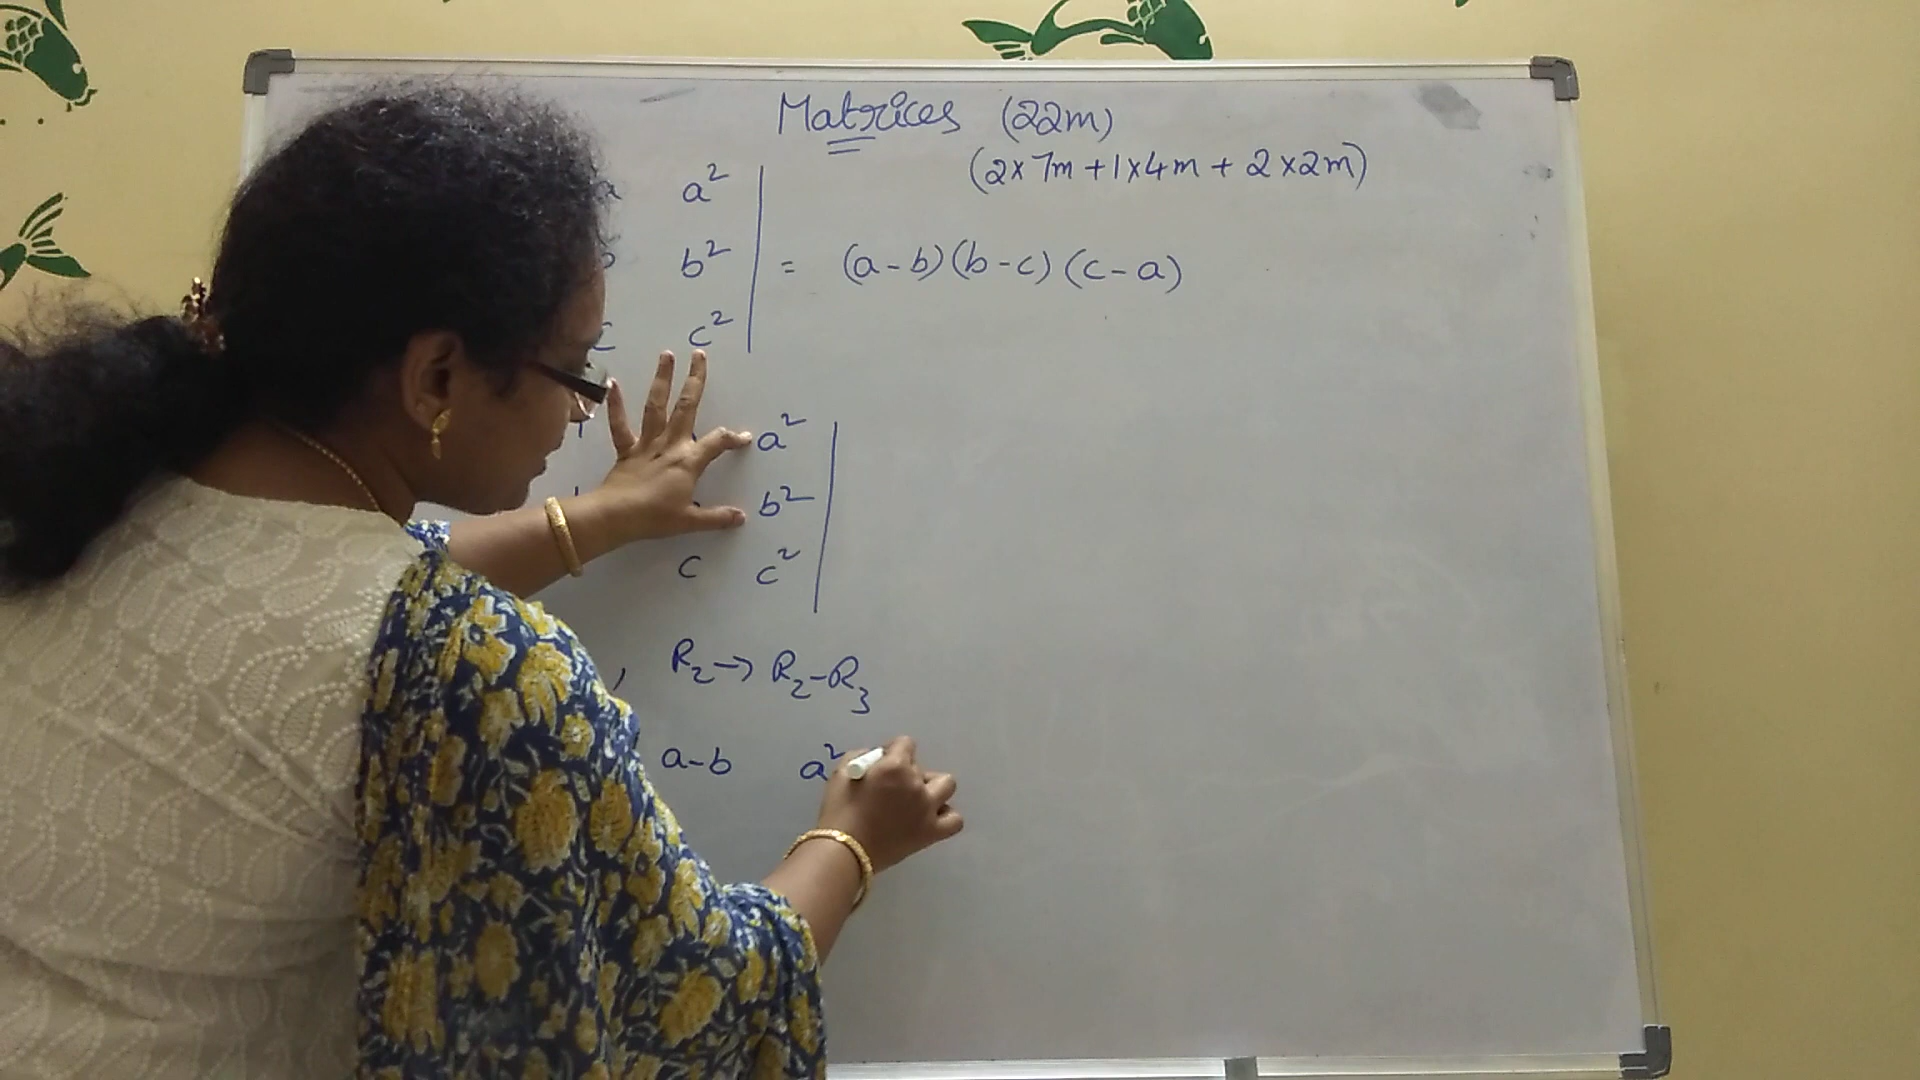 Matrices (22m)
(2x7m+1x4m+2x2m)
a²
b² = (a-b)(b-c)(c-a)
c c²
a²
b²
c c²
, R₂→R₂-R₃
a-b a²